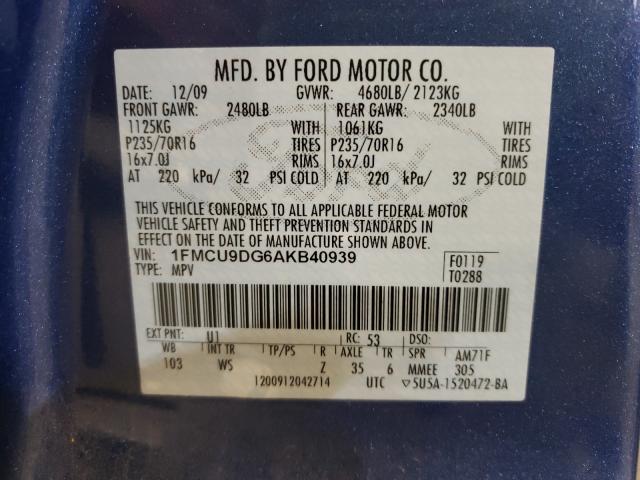 MFD. BY FORD MOTOR CO.
DATE: 12/09 GVWR: 4680LB/ 2123KG
FRONT GAWR: 2480LB REAR GAWR: 2340LB
1125KG WITH 1061KG WITH
P235/70R16 TIRES P235/70R16 TIRES
16x7.0J RIMS 16x7.0J RIMS
AT 220 kPa/ 32 PSI COLD AT 220 kPa/ 32 PSI COLD
THIS VEHICLE CONFORMS TO ALL APPLICABLE FEDERAL MOTOR
VEHICLE SAFETY AND THEFT PREVENTION STANDARDS IN
EFFECT ON THE DATE OF MANUFACTURE SHOWN ABOVE.
VIN: 1FMCU9DG6AKB40939 F0119
TYPE: MPV T0288
EXT PNT: U1 RC: 53 DSO:
WB INT TR TP/PS R AXLE TR SPR AM71F
103 WS Z 35 6 MMEE 305
1200912042714 UTC ▽5U5A-1520472-BA